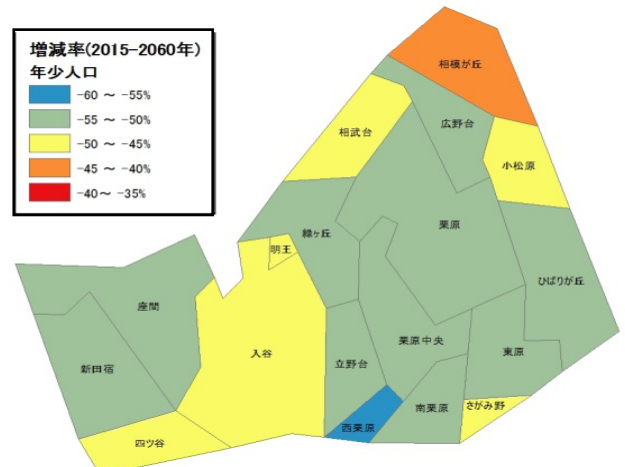 増減率(2015-2060年)
年少人口
-60 ～ -55%
-55 ～ -50%
-50 ～ -45%
-45 ～ -40%
-40～ -35%
相模が丘
広野台
相武台
小松原
栗原
緑ヶ丘
明王
ひばりが丘
座間
入谷
栗原中央
東原
立野台
新田宿
さがみ野
南栗原
西栗原
四ツ谷